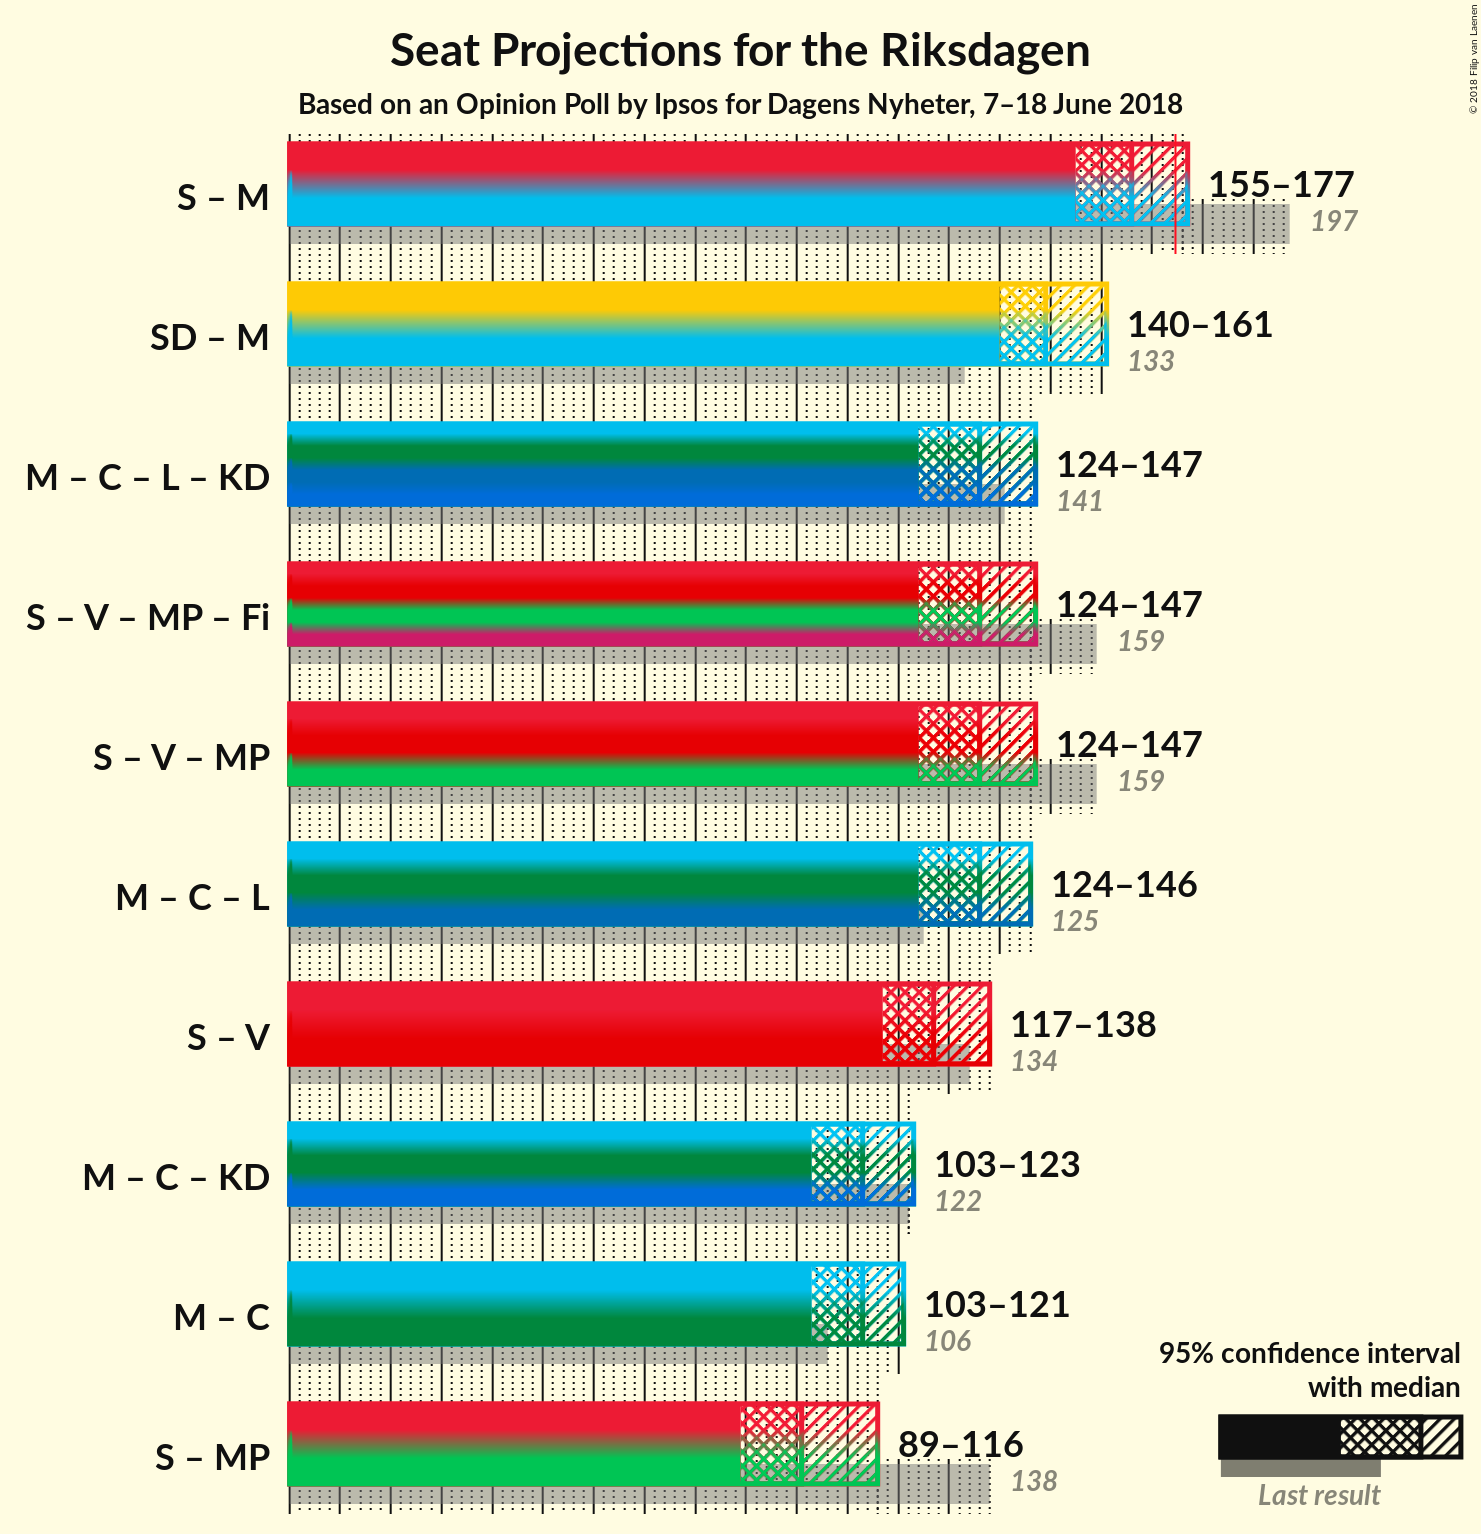 Seat Projections for the Riksdagen
Based on an Opinion Poll by Ipsos for Dagens Nyheter, 7–18 June 2018
© 2018 Filip van Laenen
S – M
155–177
197
SD – M
140–161
133
M – C – L – KD
124–147
141
S – V – MP – Fi
124–147
159
S – V – MP
124–147
159
M – C – L
124–146
125
S – V
117–138
134
M – C – KD
103–123
122
M – C
103–121
106
S – MP
89–116
138
95% confidence interval
with median
Last result